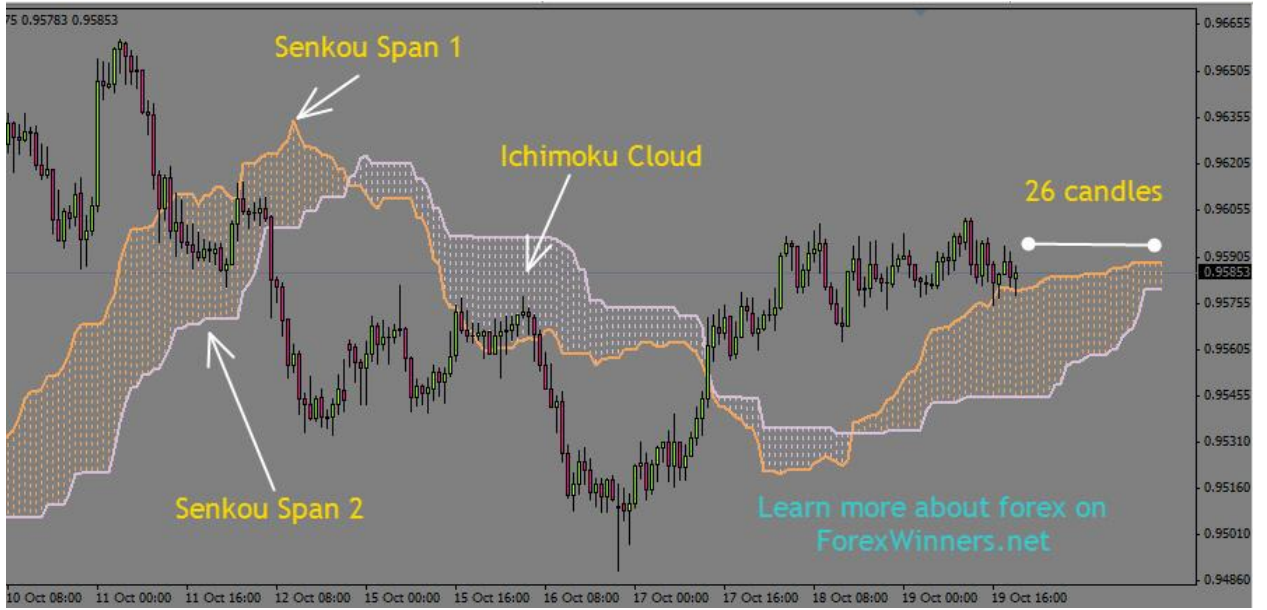 75 0.95783 0.95853
Senkou Span 1
Ichimoku Cloud
26 candles
Senkou Span 2
Learn more about forex on
ForexWinners.net
0.96655
0.96505
0.96355
0.96205
0.96055
0.95905
0.95853
0.95755
0.95605
0.95455
0.95310
0.95160
0.95010
0.94860
10 Oct 08:00 11 Oct 00:00 11 Oct 16:00 12 Oct 08:00 15 Oct 00:00 15 Oct 16:00 16 Oct 08:00 17 Oct 00:00 17 Oct 16:00 18 Oct 08:00 19 Oct 00:00 19 Oct 16:00